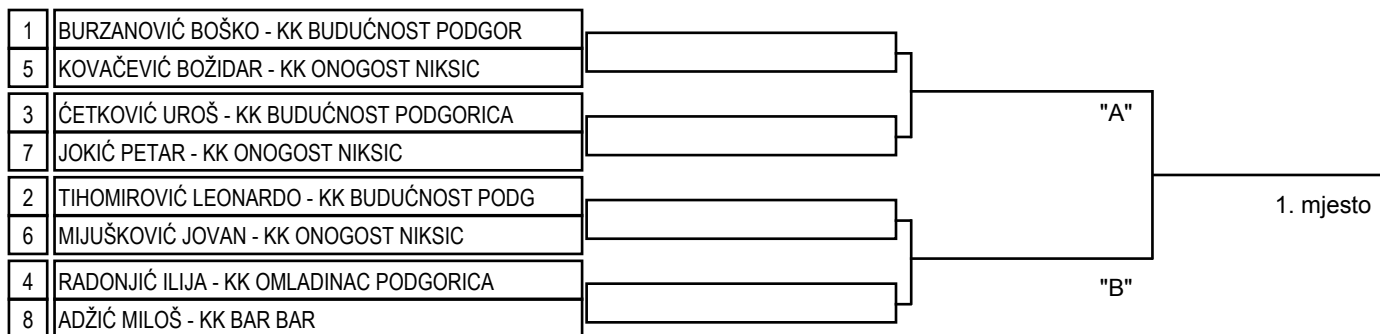 1 BURZANOVIĆ BOŠKO - KK BUDUĆNOST PODGOR
5 KOVAČEVIĆ BOŽIDAR - KK ONOGOST NIKSIC
3 ĆETKOVIĆ UROŠ - KK BUDUĆNOST PODGORICA
"A"
7 JOKIĆ PETAR - KK ONOGOST NIKSIC
2 TIHOMIROVIĆ LEONARDO - KK BUDUĆNOST PODG
1. mjesto
6 MIJUŠKOVIĆ JOVAN - KK ONOGOST NIKSIC
4 RADONJIĆ ILIJA - KK OMLADINAC PODGORICA
"B"
8 ADŽIĆ MILOŠ - KK BAR BAR